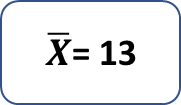 X̅ = 13